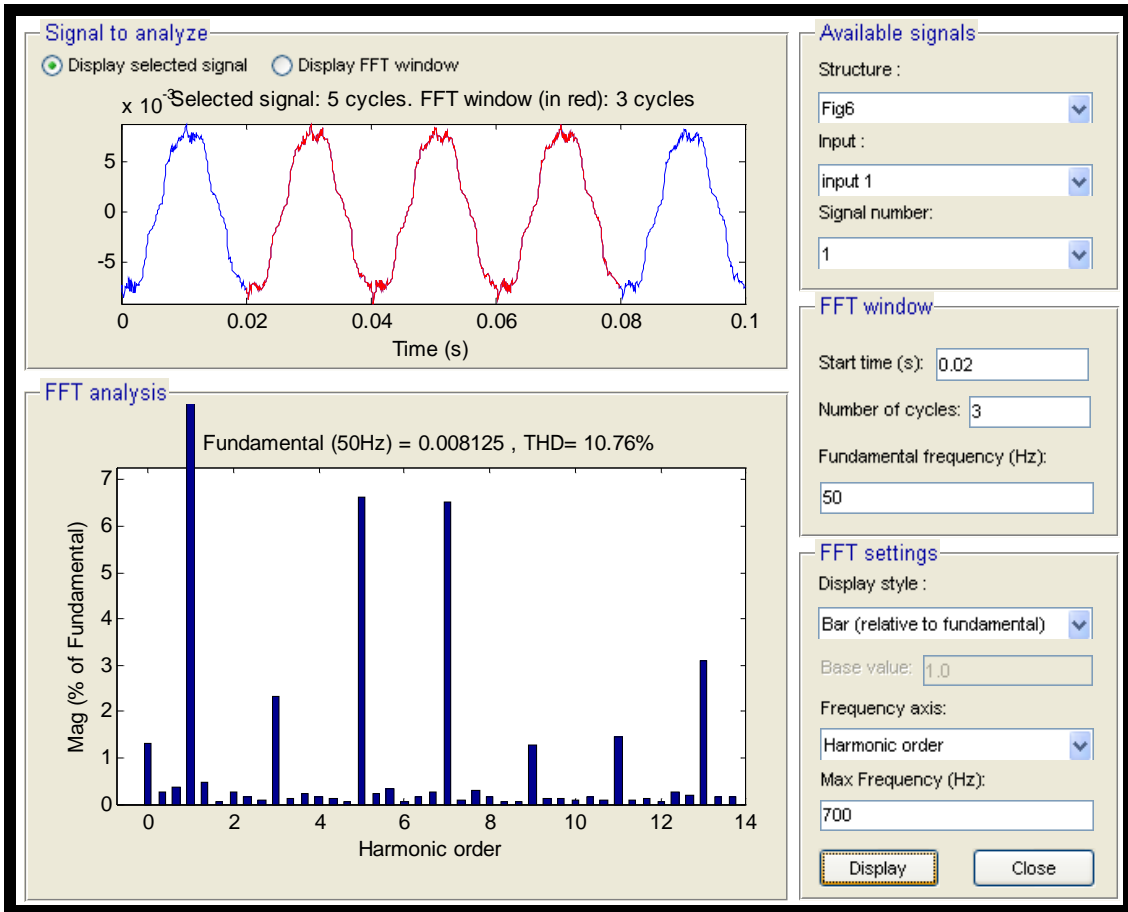 Signal to analyze
Display selected signal Display FFT window
x 10-3 Selected signal: 5 cycles. FFT window (in red): 3 cycles
5
0
-5
0 0.02 0.04 0.06 0.08 0.1
Time (s)
FFT analysis
Fundamental (50Hz) = 0.008125 , THD= 10.76%
Mag (% of Fundamental)
7
6
5
4
3
2
1
0
0 2 4 6 8 10 12 14
Harmonic order
Available signals
Structure :
Fig6
Input :
input 1
Signal number:
1
FFT window
Start time (s): 0.02
Number of cycles: 3
Fundamental frequency (Hz):
50
FFT settings
Display style :
Bar (relative to fundamental)
Base value: 1.0
Frequency axis:
Harmonic order
Max Frequency (Hz):
700
Display Close